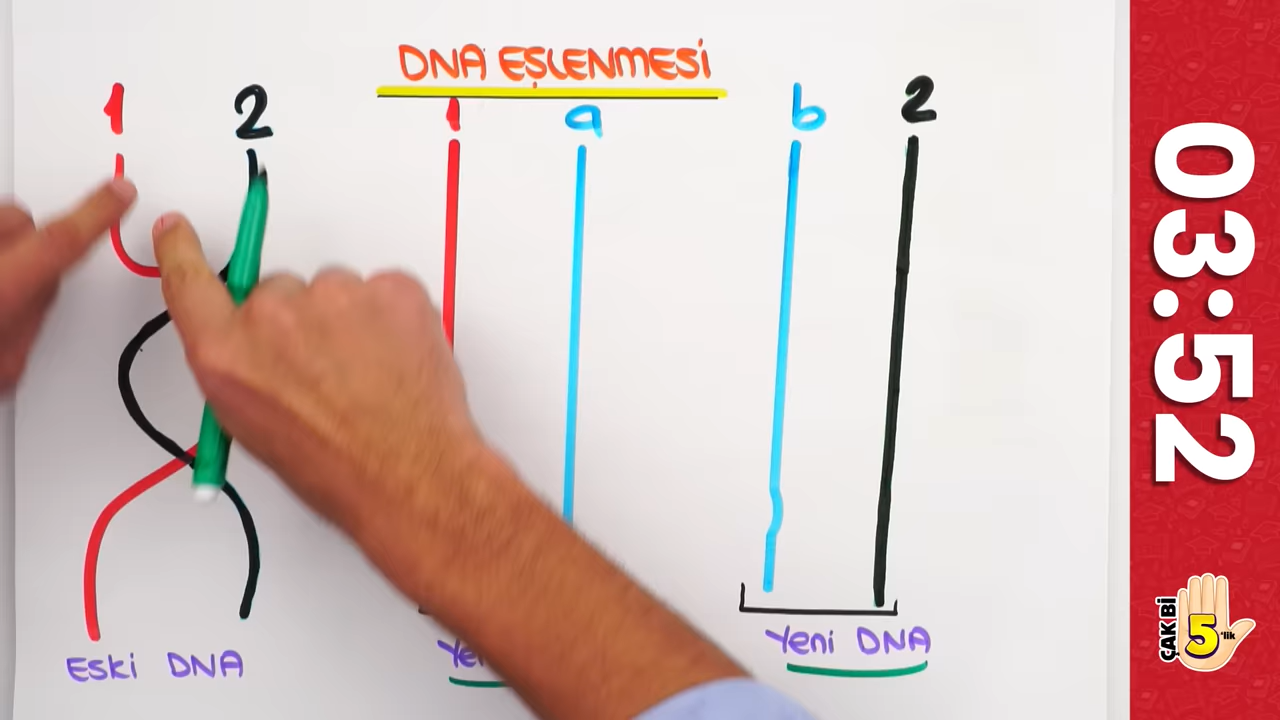 DNA EŞLENMESİ
1 2 1 a b 2
Eski DNA
Yeni DNA
03:52
ÇAK Bİ 5'lik